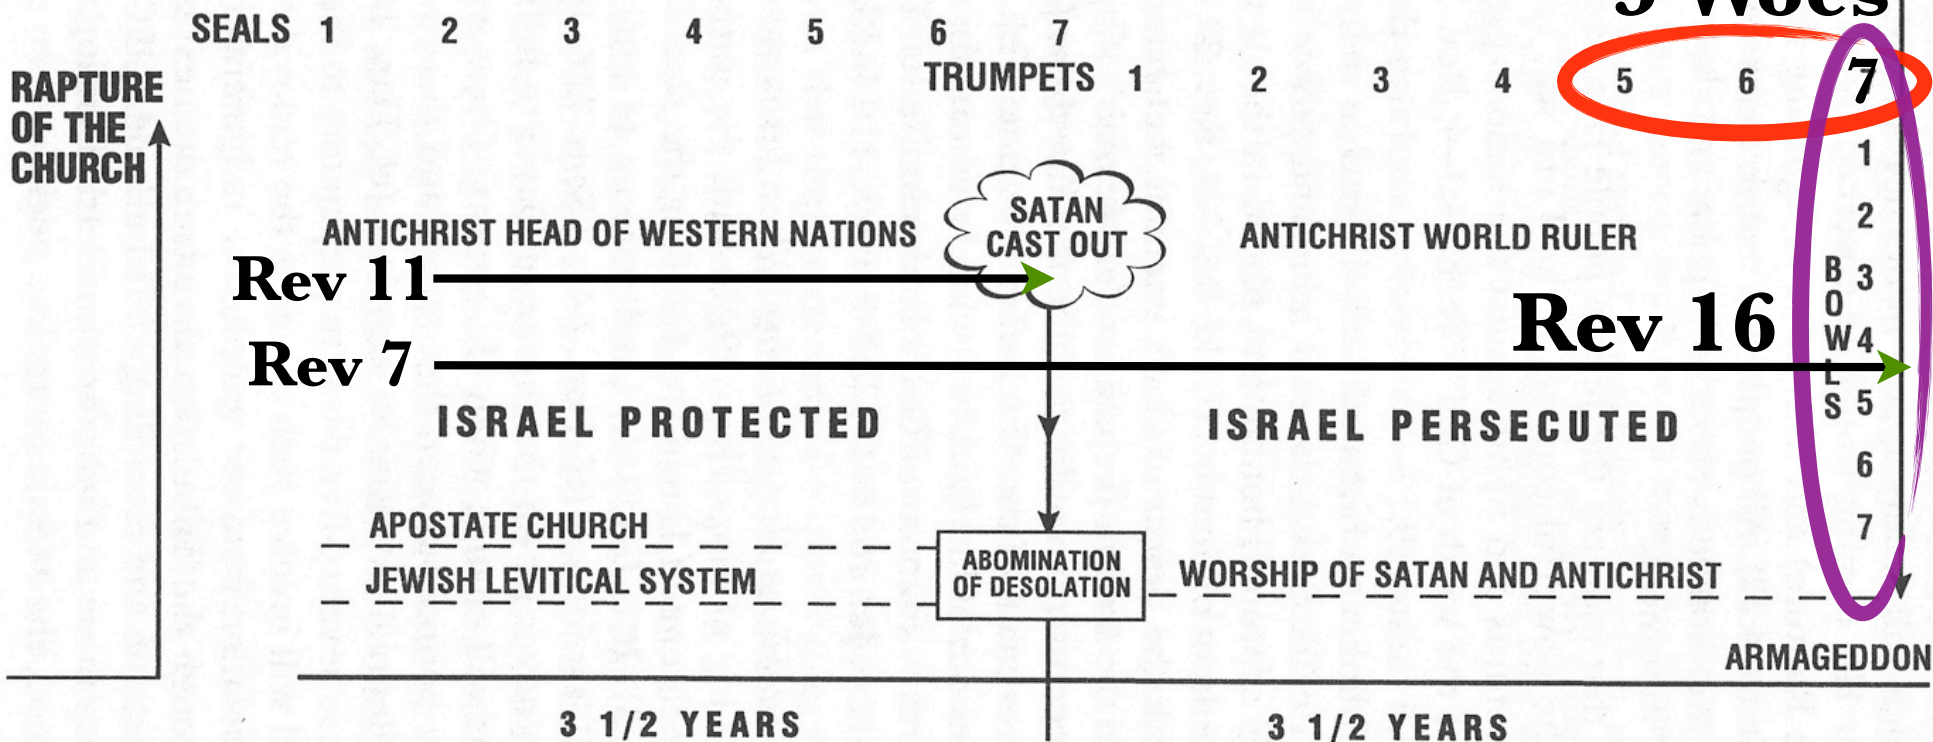 3 Woes
SEALS 1 2 3 4 5 6 7
TRUMPETS 1 2 3 4 5 6 7
RAPTURE
OF THE
CHURCH
SATAN
CAST OUT
ANTICHRIST HEAD OF WESTERN NATIONS
ANTICHRIST WORLD RULER
Rev 11
Rev 7
Rev 16
BOWLS
1
2
3
4
5
6
7
ISRAEL PROTECTED
ISRAEL PERSECUTED
APOSTATE CHURCH
JEWISH LEVITICAL SYSTEM
ABOMINATION
OF DESOLATION
WORSHIP OF SATAN AND ANTICHRIST
ARMAGEDDON
3 1/2 YEARS
3 1/2 YEARS